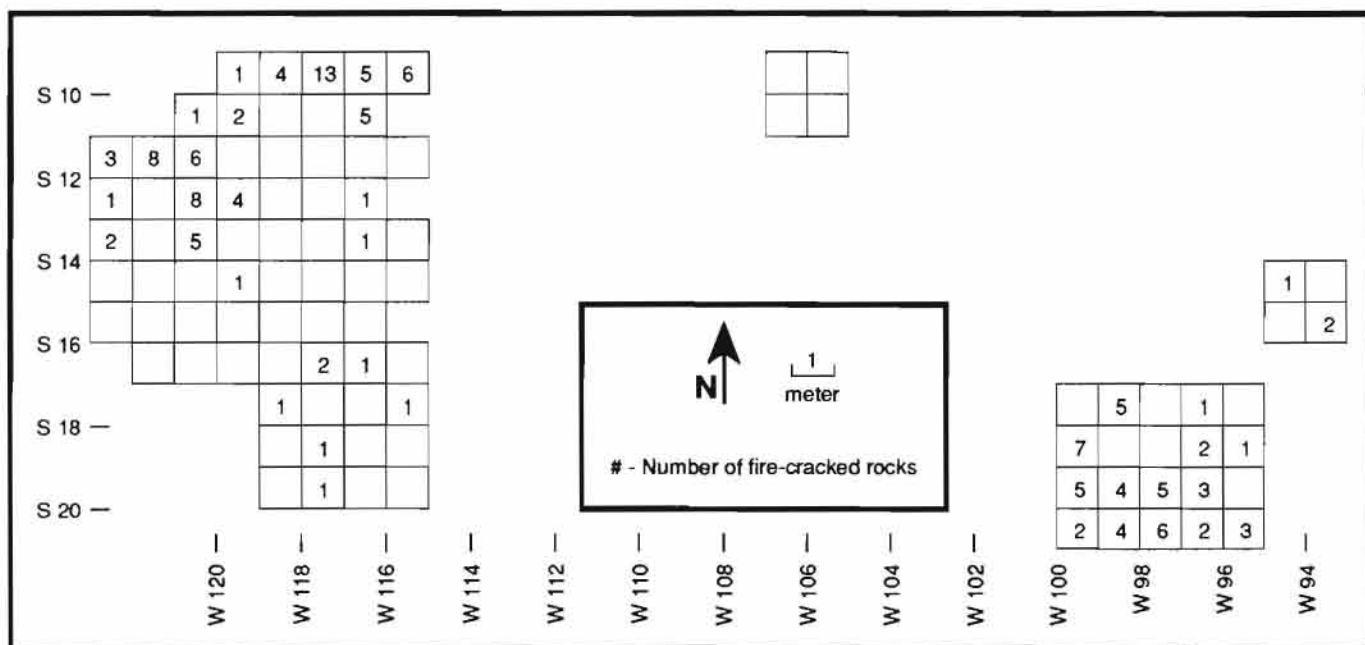 1 4 13 5 6
S 10
1 2 5
3 8 6
S 12
1 8 4 1
2 5 1
S 14
1 1
2
S 16
2 1
1 1 5 1
S 18
1 7 2 1
1 5 4 5 3
S 20
2 4 6 2 3
1
meter
N
# - Number of fire-cracked rocks
W 120 W 118 W 116 W 114 W 112 W 110 W 108 W 106 W 104 W 102 W 100 W 98 W 96 W 94